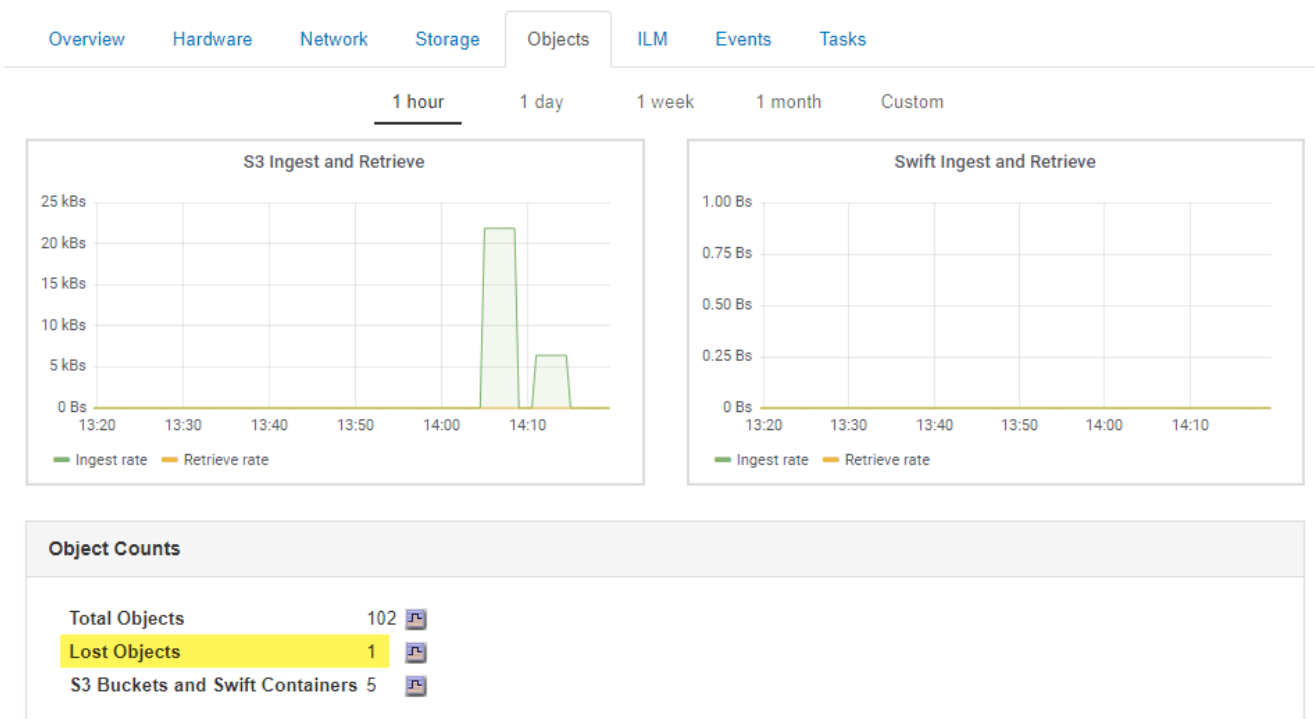 Overview Hardware Network Storage Objects ILM Events Tasks
1 hour 1 day 1 week 1 month Custom
S3 Ingest and Retrieve
25 kBs
20 kBs
15 kBs
10 kBs
5 kBs
0 Bs
13:20 13:30 13:40 13:50 14:00 14:10
Ingest rate Retrieve rate
Swift Ingest and Retrieve
1.00 Bs
0.75 Bs
0.50 Bs
0.25 Bs
0 Bs
13:20 13:30 13:40 13:50 14:00 14:10
Ingest rate Retrieve rate
Object Counts
Total Objects 102
Lost Objects 1
S3 Buckets and Swift Containers 5